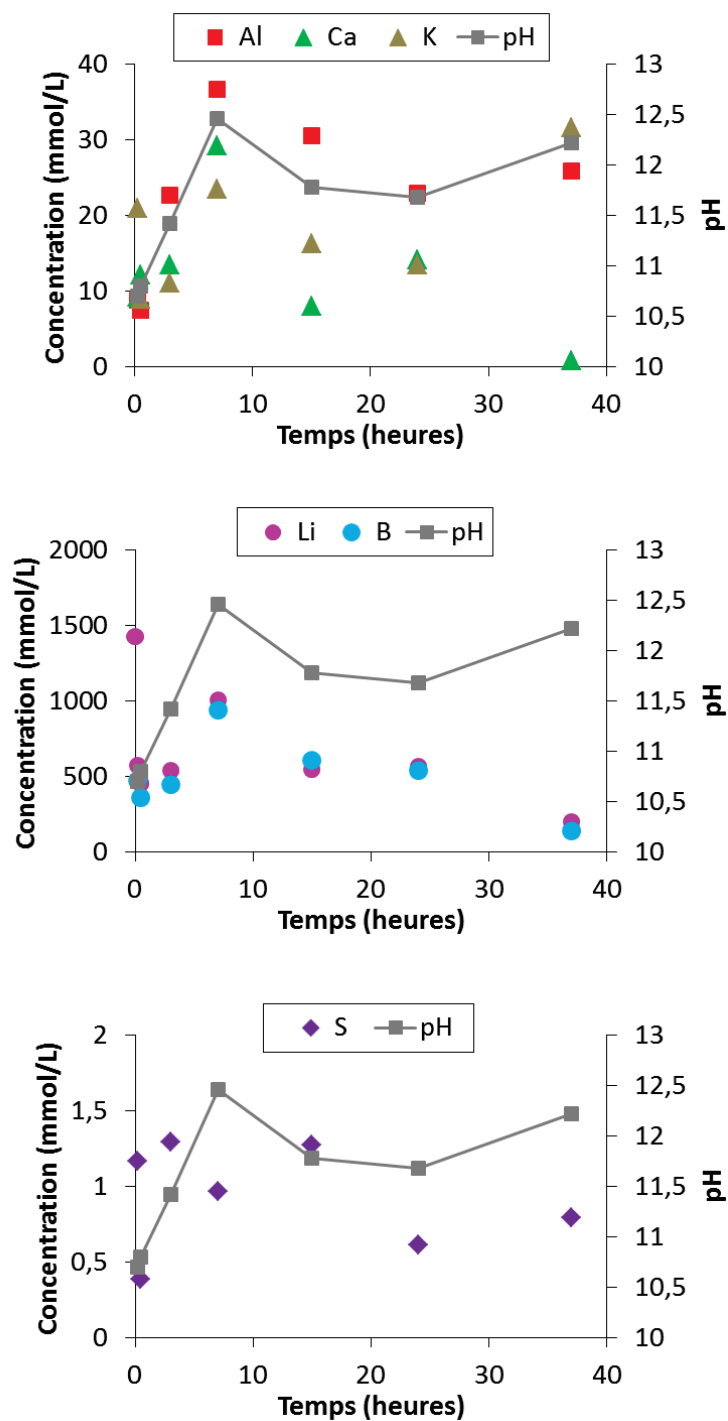 Al Ca K pH
40 13
30 12,5
20 12
10 11,5
0 11
10,5
10
0 10 20 30 40
Concentration (mmol/L)
pH
Temps (heures)
Li B pH
2000 13
1500 12,5
1000 12
500 11,5
0 11
10,5
10
0 10 20 30 40
Concentration (mmol/L)
pH
Temps (heures)
S pH
2 13
1,5 12,5
1 12
0,5 11,5
0 11
10,5
10
0 10 20 30 40
Concentration (mmol/L)
pH
Temps (heures)